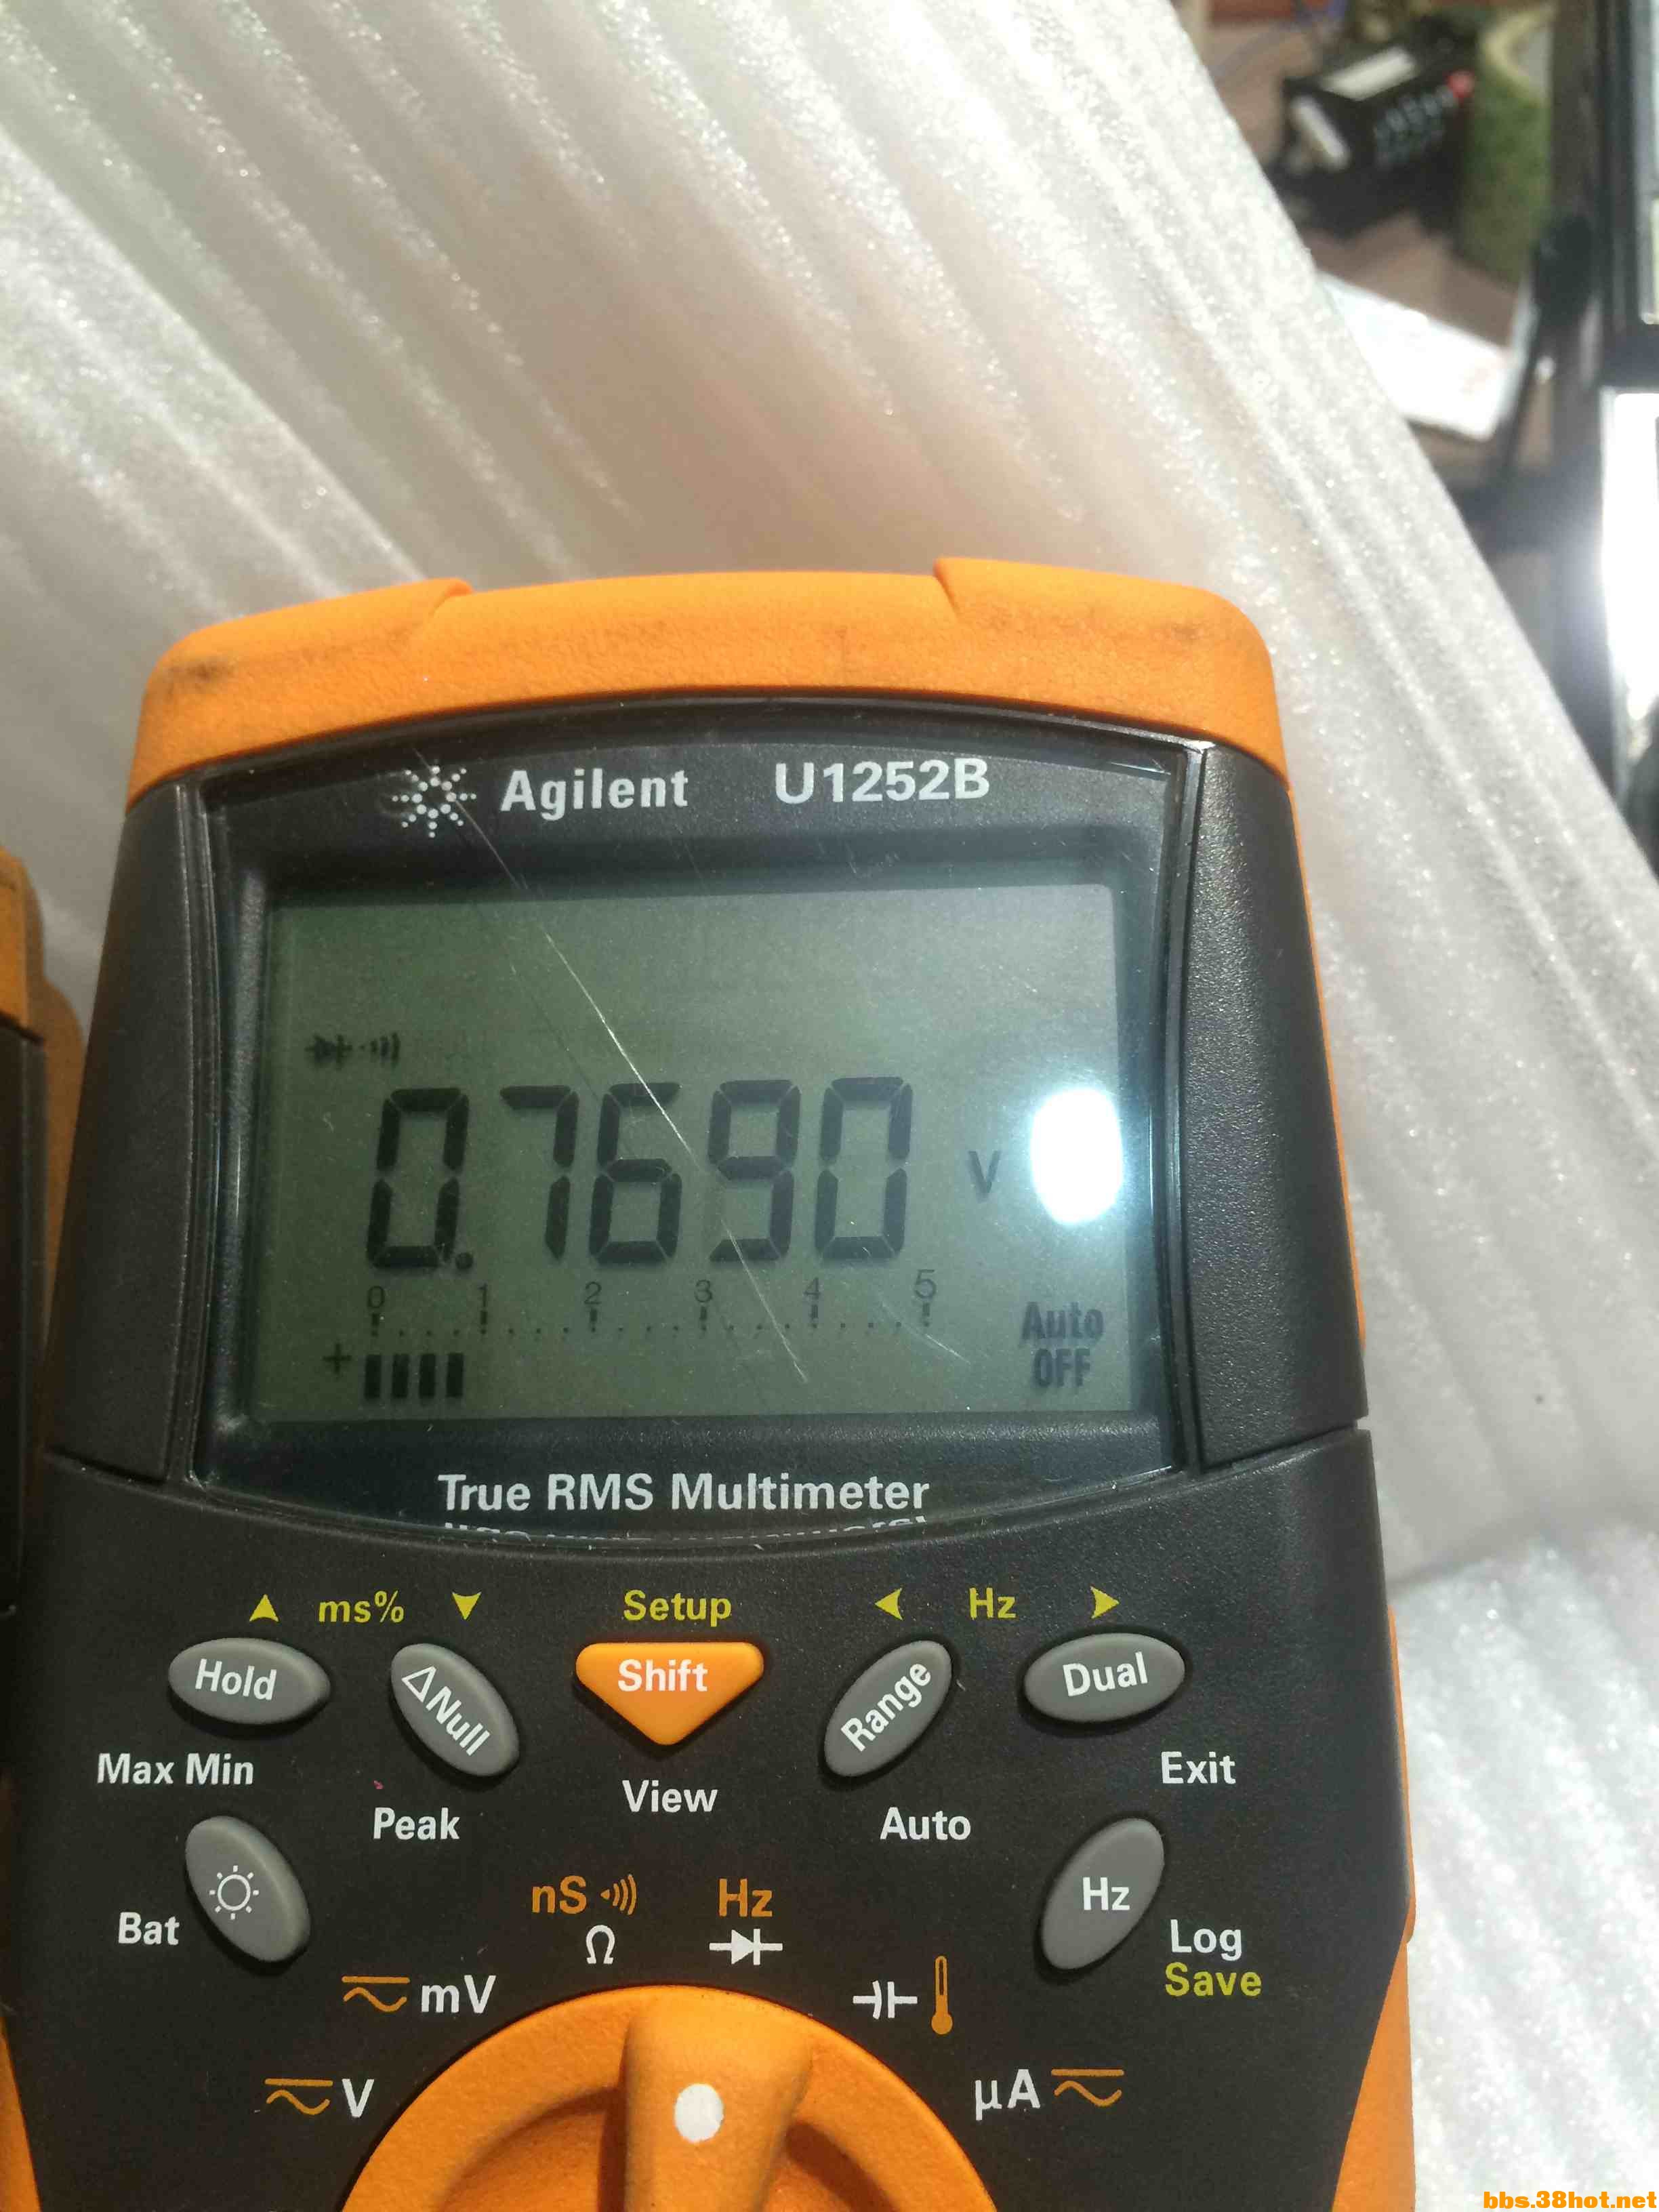 Agilent U1252B
0.7690 V
0 1 2 3 4 5
+
Auto
OFF
True RMS Multimeter
ms% Setup Hz
Hold ΔNull Shift Range Dual
Max Min Peak View Auto Exit
Bat Hz
Log
Save
nS Hz
Ω
mV
V
μA
bbs.38hot.net